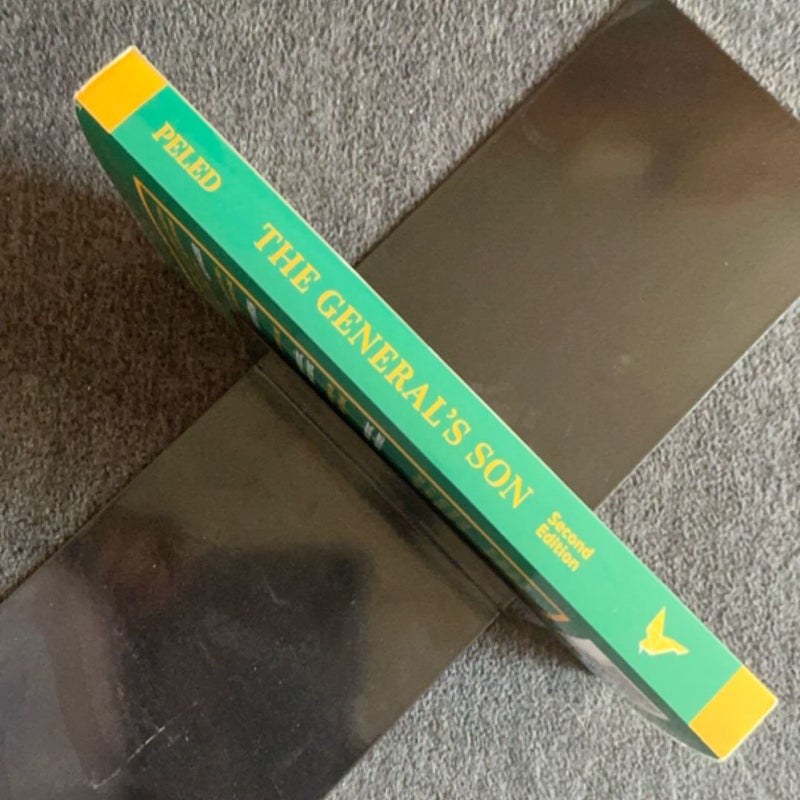 PELED
THE GENERAL'S SON
Second
Edition